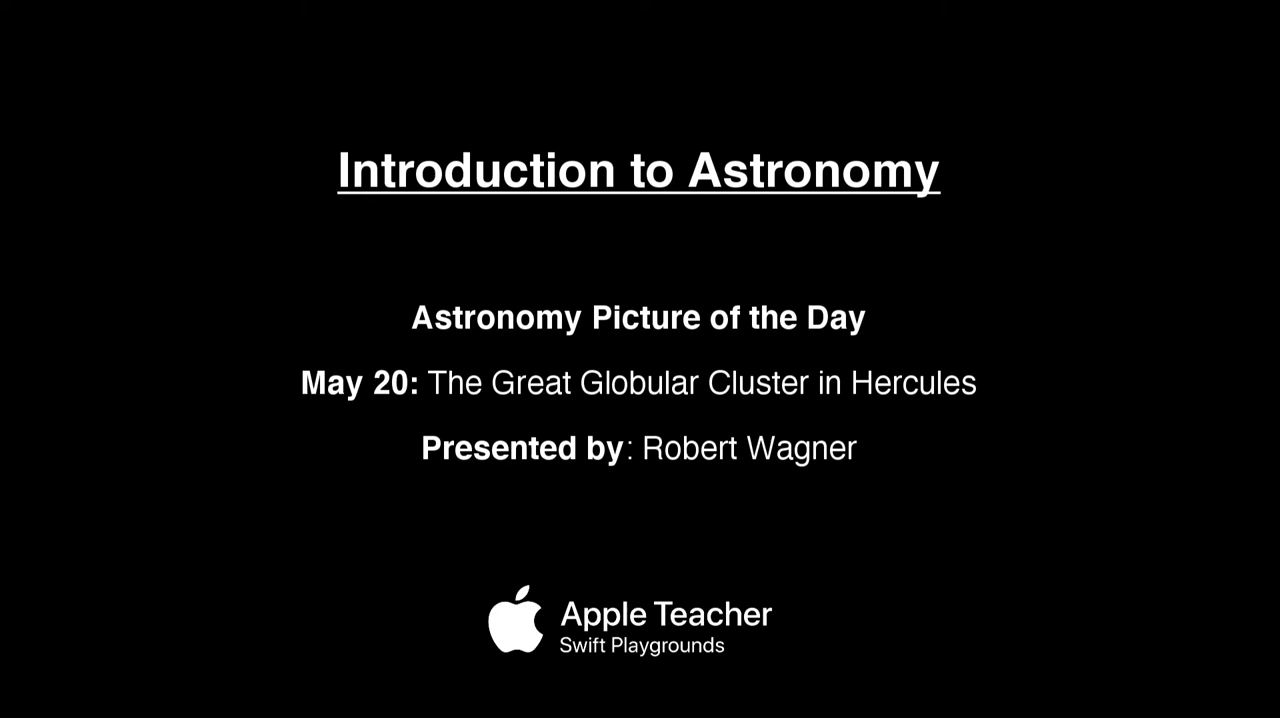 Introduction to Astronomy
Astronomy Picture of the Day
May 20: The Great Globular Cluster in Hercules
Presented by: Robert Wagner
Apple Teacher
Swift Playgrounds